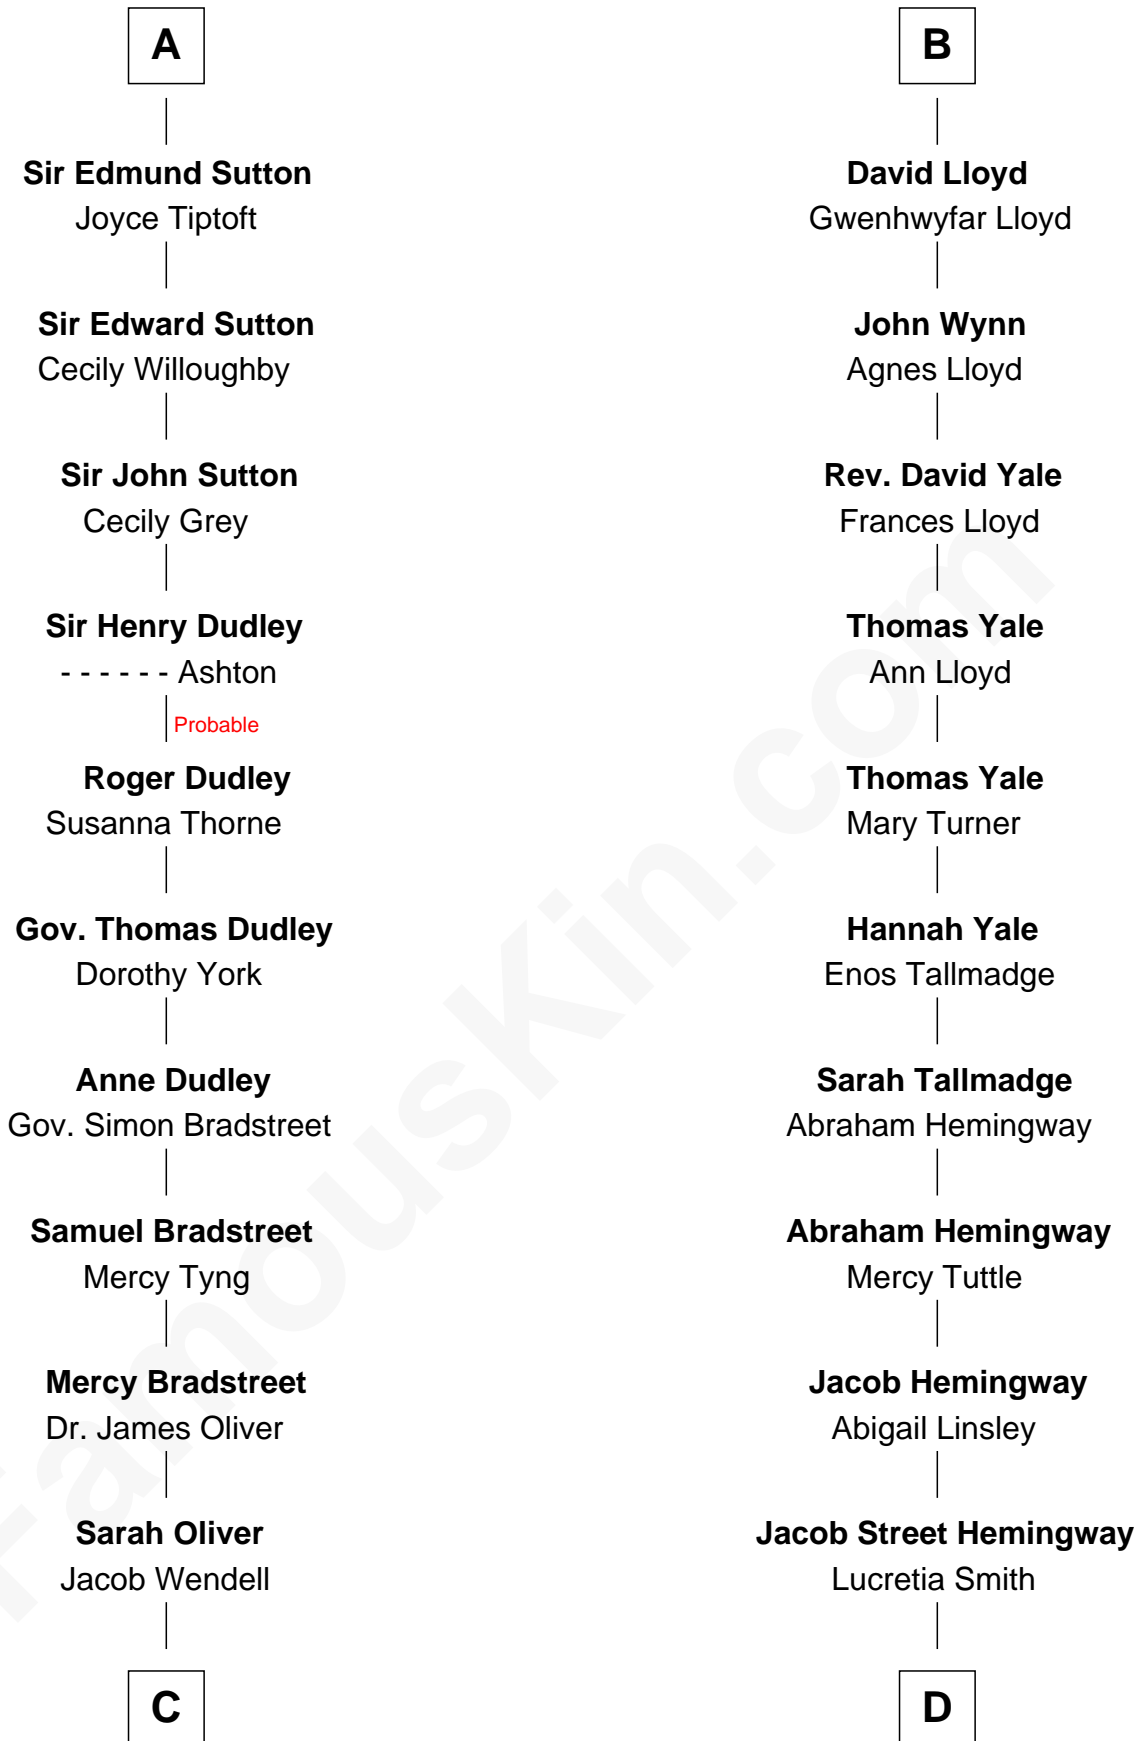 A
Sir Edmund Sutton
Joyce Tiptoft
Sir Edward Sutton
Cecily Willoughby
Sir John Sutton
Cecily Grey
Sir Henry Dudley
- - - - - - Ashton
Probable
Roger Dudley
Susanna Thorne
Gov. Thomas Dudley
Dorothy York
Anne Dudley
Gov. Simon Bradstreet
Samuel Bradstreet
Mercy Tyng
Mercy Bradstreet
Dr. James Oliver
Sarah Oliver
Jacob Wendell
C
B
David Lloyd
Gwenhwyfar Lloyd
John Wynn
Agnes Lloyd
Rev. David Yale
Frances Lloyd
Thomas Yale
Ann Lloyd
Thomas Yale
Mary Turner
Hannah Yale
Enos Tallmadge
Sarah Tallmadge
Abraham Hemingway
Abraham Hemingway
Mercy Tuttle
Jacob Hemingway
Abigail Linsley
Jacob Street Hemingway
Lucretia Smith
D
FamousKin.com